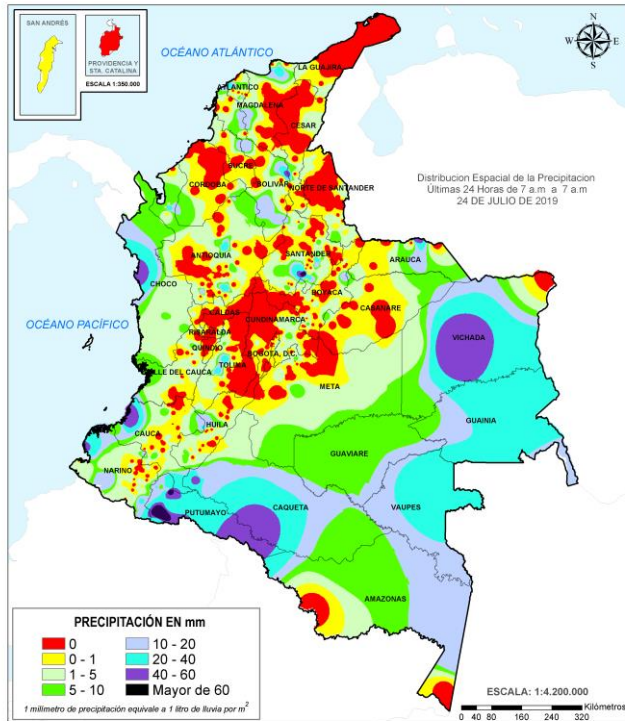 SAN ANDRÉS
PROVIDENCIA Y
STA. CATALINA
ESCALA 1:350.000
OCÉANO ATLÁNTICO
N
W E
S
LA GUAJIRA
ATLANTICO
MAGDALENA
CESAR
SUCRE
CORDOBA
BOLIVAR
NORTE DE SANTANDER
Distribucion Espacial de la Precipitacion
Últimas 24 Horas de 7 a.m a 7 a.m
24 DE JULIO DE 2019
ANTIOQUIA
SANTANDER
ARAUCA
CHOCO
BOYACA
CASANARE
OCÉANO PACÍFICO
CALDAS
CUNDINAMARCA
RISARALDA
VICHADA
QUINDIO
BOGOTA, D.C.
TOLIMA
VALLE DEL CAUCA
META
GUAINIA
HUILA
CAUCA
GUAVIARE
NARIÑO
CAQUETA
VAUPES
PUTUMAYO
AMAZONAS
PRECIPITACIÓN EN mm
0 10 - 20
0 - 1 20 - 40
1 - 5 40 - 60
5 - 10 Mayor de 60
1 milimetro de precipitación equivale a 1 litro de lluvia por m²
ESCALA: 1:4.200.000
Kilómetros
0 40 80 160 240 320